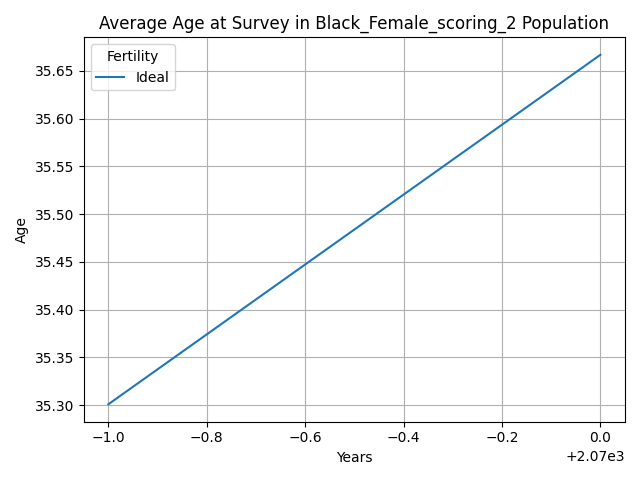 Average Age at Survey in Black_Female_scoring_2 Population
Fertility
Ideal
Age
35.65
35.60
35.55
35.50
35.45
35.40
35.35
35.30
−1.0 −0.8 −0.6 −0.4 −0.2 0.0
Years
+2.07e3